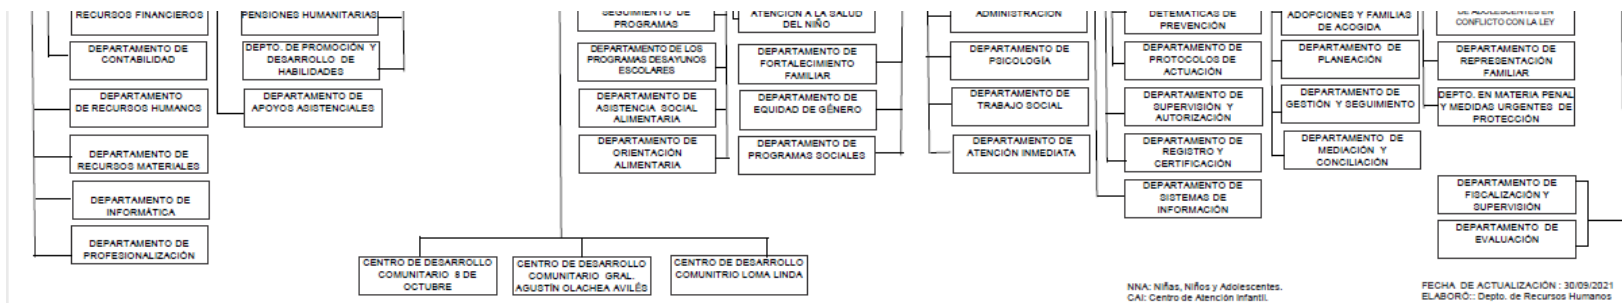 RECURSOS FINANCIEROS
DEPARTAMENTO DE
CONTABILIDAD
DEPARTAMENTO
DE RECURSOS HUMANOS
DEPARTAMENTO DE
RECURSOS MATERIALES
DEPARTAMENTO DE
INFORMÁTICA
DEPARTAMENTO DE
PROFESIONALIZACIÓN
PENSIONES HUMANITARIAS
DEPTO. DE PROMOCIÓN Y
DESARROLLO DE
HABILIDADES
DEPARTAMENTO DE
APOYOS ASISTENCIALES
CENTRO DE DESARROLLO
COMUNITARIO 8 DE
OCTUBRE
CENTRO DE DESARROLLO
COMUNITARIO GRAL.
AGUSTÍN OLACHEA AVILÉS
CENTRO DE DESARROLLO
COMUNITRIO LOMA LINDA
SEGUIMIENTO DE
PROGRAMAS
DEPARTAMENTO DE LOS
PROGRAMAS DESAYUNOS
ESCOLARES
DEPARTAMENTO DE
ASISTENCIA SOCIAL
ALIMENTARIA
DEPARTAMENTO DE
ORIENTACIÓN
ALIMENTARIA
ATENCIÓN A LA SALUD
DEL NIÑO
DEPARTAMENTO DE
FORTALECIMIENTO
FAMILIAR
DEPARTAMENTO DE
EQUIDAD DE GÉNERO
DEPARTAMENTO DE
PROGRAMAS SOCIALES
ADMINISTRACIÓN
DEPARTAMENTO DE
PSICOLOGÍA
DEPARTAMENTO DE
TRABAJO SOCIAL
DEPARTAMENTO DE
ATENCIÓN INMEDIATA
DETEMÁTICAS DE
PREVENCIÓN
DEPARTAMENTO DE
PROTOCOLOS DE
ACTUACIÓN
DEPARTAMENTO DE
SUPERVISIÓN Y
AUTORIZACIÓN
DEPARTAMENTO DE
REGISTRO Y
CERTIFICACIÓN
DEPARTAMENTO DE
SISTEMAS DE
INFORMACIÓN
ADOPCIONES Y FAMILIAS
DE ACOGIDA
DEPARTAMENTO DE
PLANEACIÓN
DEPARTAMENTO DE
GESTIÓN Y SEGUIMIENTO
DEPARTAMENTO DE
MEDIACIÓN Y
CONCILIACIÓN
DE ADOLESCENTES EN
CONFLICTO CON LA LEY
DEPARTAMENTO DE
REPRESENTACIÓN
FAMILIAR
DEPTO. EN MATERIA PENAL
Y MEDIDAS URGENTES DE
PROTECCIÓN
DEPARTAMENTO DE
FISCALIZACIÓN Y
SUPERVISIÓN
DEPARTAMENTO DE
EVALUACIÓN
NNA: Niñas, Niños y Adolescentes.
CAI: Centro de Atención Infantil.
FECHA DE ACTUALIZACIÓN : 30/09/2021
ELABORÓ:: Depto. de Recursos Humanos